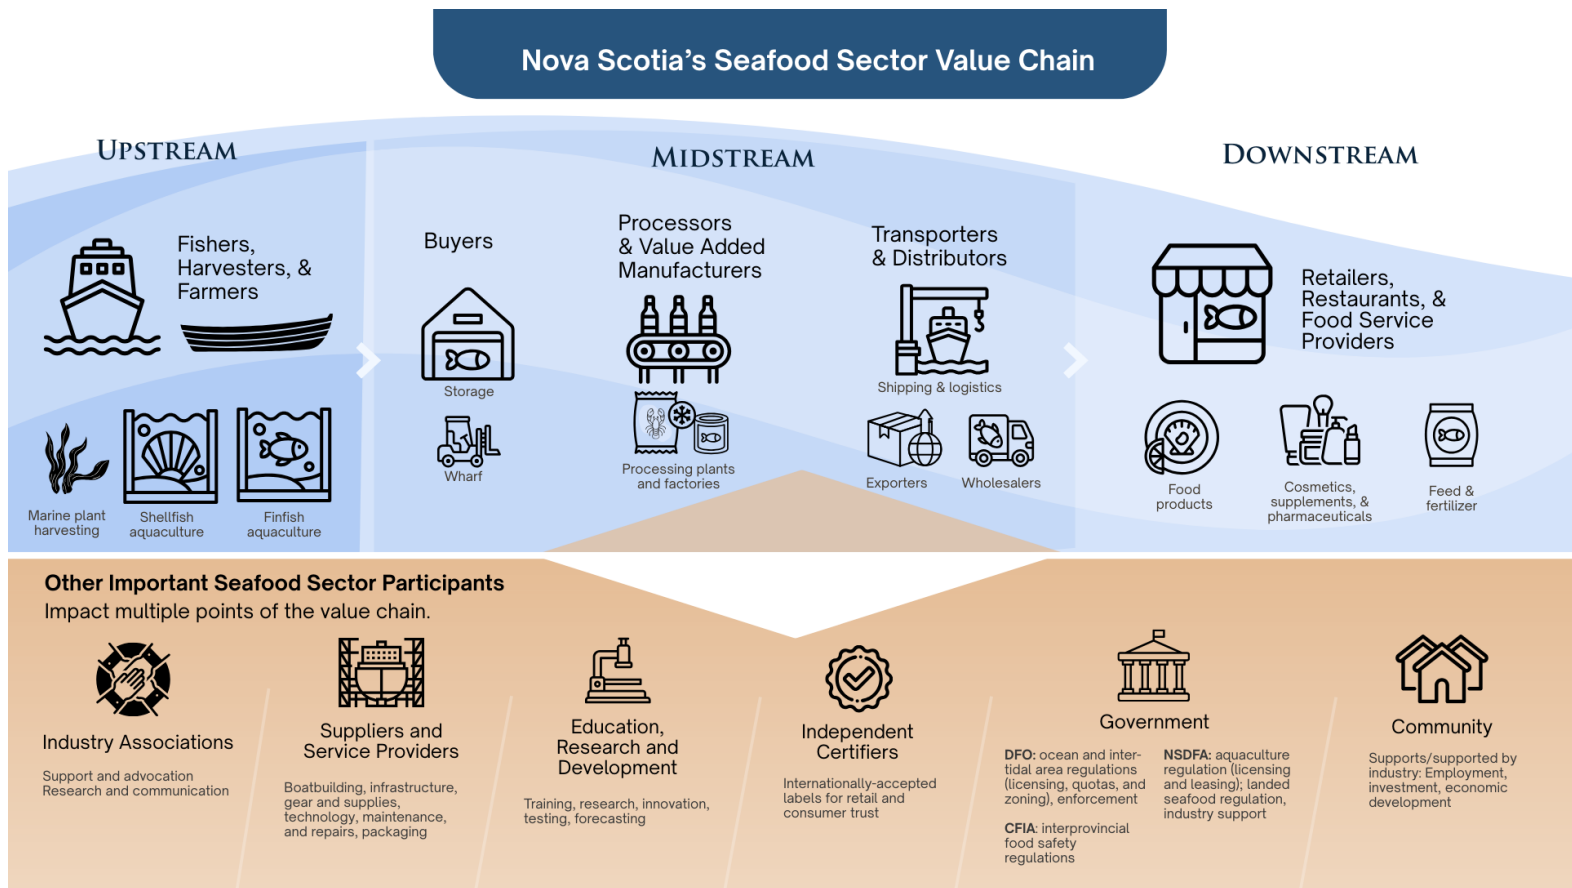 Nova Scotia’s Seafood Sector Value Chain
UPSTREAM
MIDSTREAM
DOWNSTREAM
Fishers,
Harvesters, &
Farmers
Marine plant
harvesting
Shellfish
aquaculture
Finfish
aquaculture
Buyers
Storage
Wharf
Processors
& Value Added
Manufacturers
Processing plants
and factories
Transporters
& Distributors
Shipping & logistics
Exporters
Wholesalers
Retailers,
Restaurants, &
Food Service
Providers
Food
products
Cosmetics,
supplements, &
pharmaceuticals
Feed &
fertilizer
Other Important Seafood Sector Participants
Impact multiple points of the value chain.
Industry Associations
Support and advocation
Research and communication
Suppliers and
Service Providers
Boatbuilding, infrastructure,
gear and supplies,
technology, maintenance,
and repairs, packaging
Education,
Research and
Development
Training, research, innovation,
testing, forecasting
Independent
Certifiers
Internationally-accepted
labels for retail and
consumer trust
Government
DFO: ocean and inter-
tidal area regulations
(licensing, quotas, and
zoning), enforcement
CFIA: interprovincial
food safety
regulations
NSDFA: aquaculture
regulation (licensing
and leasing); landed
seafood regulation,
industry support
Community
Supports/supported by
industry: Employment,
investment, economic
development